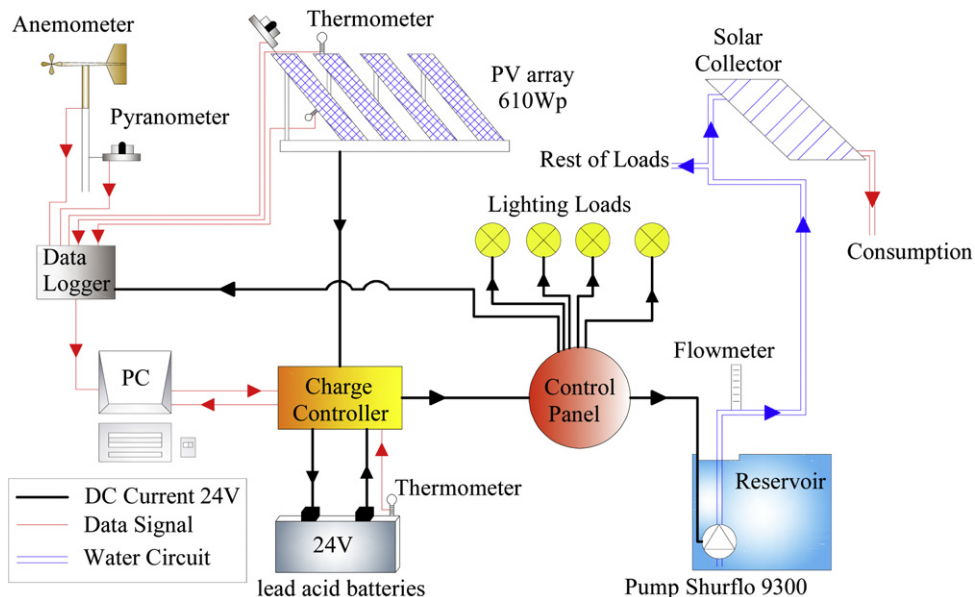 Anemometer
Thermometer
Solar
Collector
PV array
610Wp
Pyranometer
Rest of Loads
Lighting Loads
Consumption
Data
Logger
Flowmeter
PC
Charge
Controller
Control
Panel
Reservoir
Thermometer
DC Current 24V
Data Signal
Water Circuit
24V
lead acid batteries
Pump Shurflo 9300